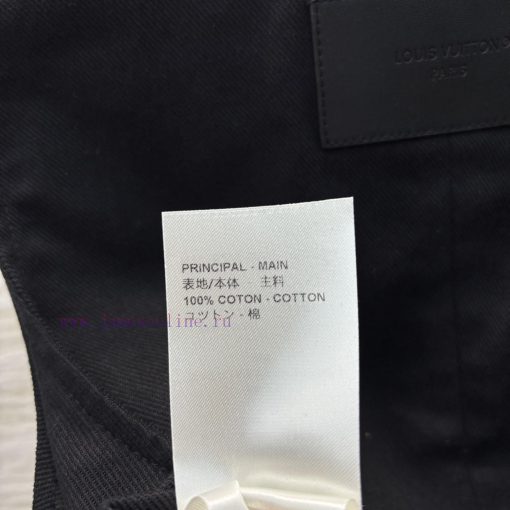 LOUIS VUITTON
PARIS
PRINCIPAL - MAIN
表地/本体 主料
100% COTON - COTTON
コットン - 棉